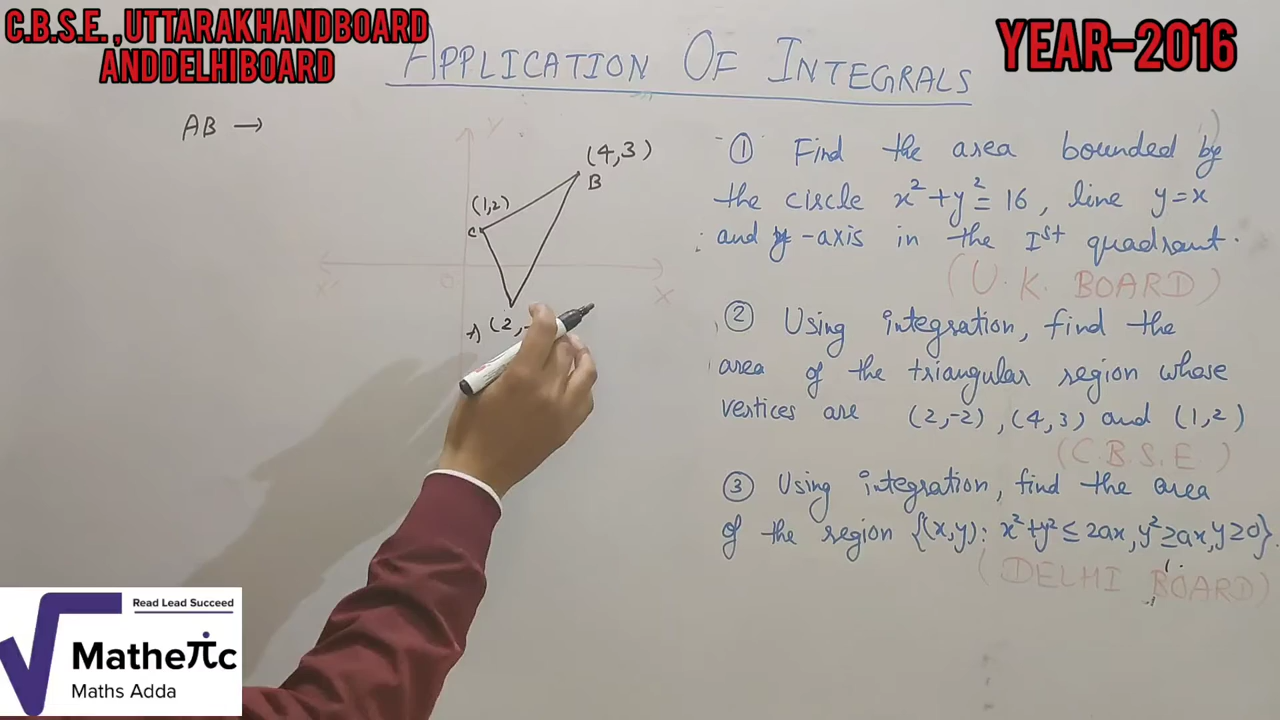 C.B.S.E. ,UTTARAKHANDBOARD
ANDDELHIBOARD
APPLICATION OF INTEGRALS
YEAR-2016
AB →
Y
(4,3)
B
(1,2)
C
X'
O
X
A (2,-
① Find the area bounded by
the circle x²+y²=16, line y=x
and y-axis in the Ist quadrant.
(U.K. BOARD)
② Using integration, find the
area of the triangular region whose
vertices are (2,-2), (4,3) and (1,2)
(C.B.S.E.)
③ Using integration, find the area
of the region {(x,y): x²+y² ≤ 2ax, y² ≥ ax, y ≥ 0}.
(DELHI BOARD)
Read Lead Succeed
Matheπc
Maths Adda